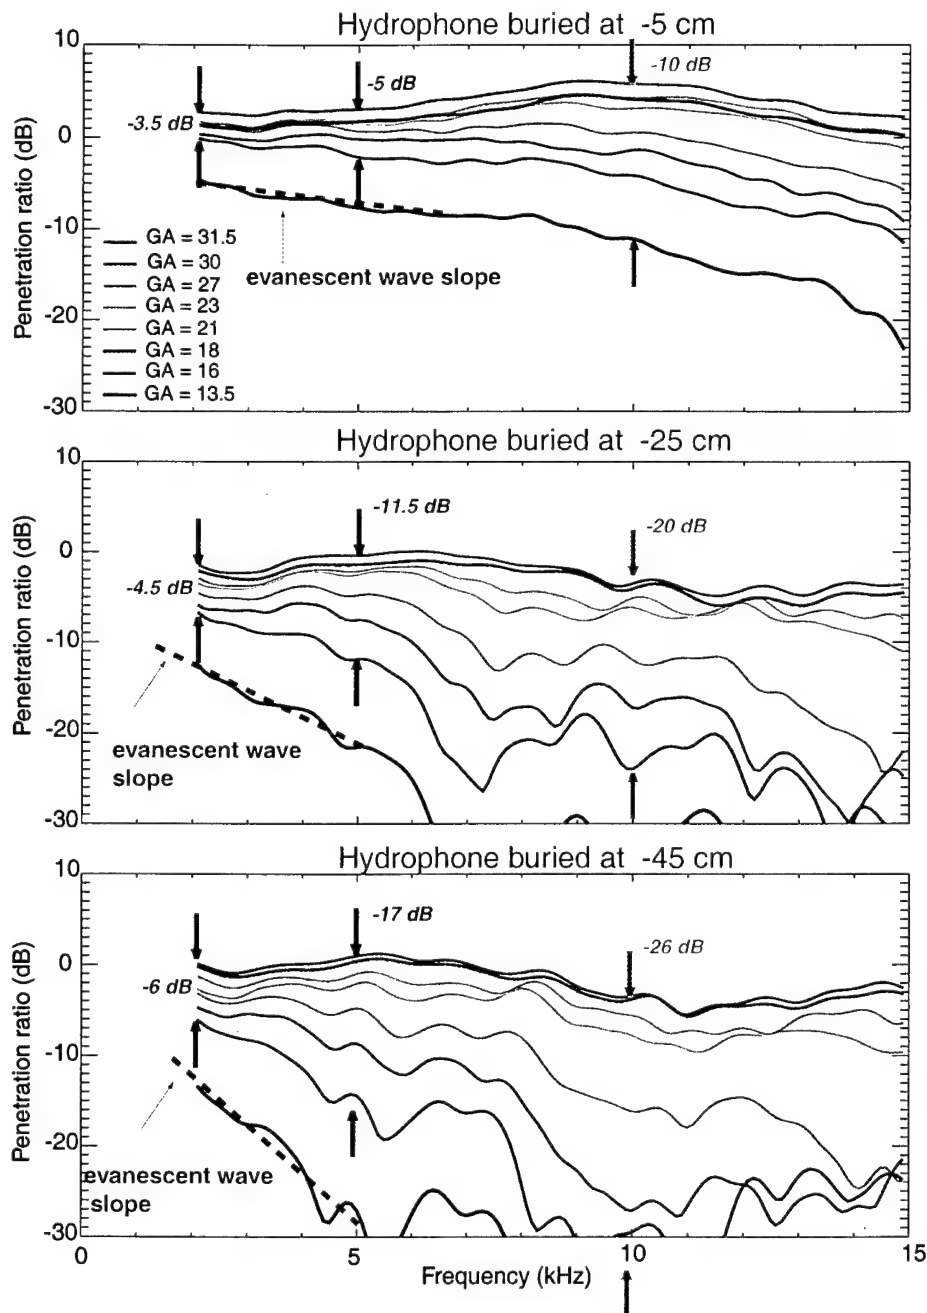 Hydrophone buried at -5 cm
10
0
-10
-20
-30
Penetration ratio (dB)
-3.5 dB
-5 dB
-10 dB
GA = 31.5
GA = 30
GA = 27
GA = 23
GA = 21
GA = 18
GA = 16
GA = 13.5
evanescent wave slope
Hydrophone buried at -25 cm
10
0
-10
-20
-30
Penetration ratio (dB)
-4.5 dB
-11.5 dB
-20 dB
evanescent wave
slope
Hydrophone buried at -45 cm
10
0
-10
-20
-30
Penetration ratio (dB)
-6 dB
-17 dB
-26 dB
evanescent wave
slope
0
5
10
15
Frequency (kHz)